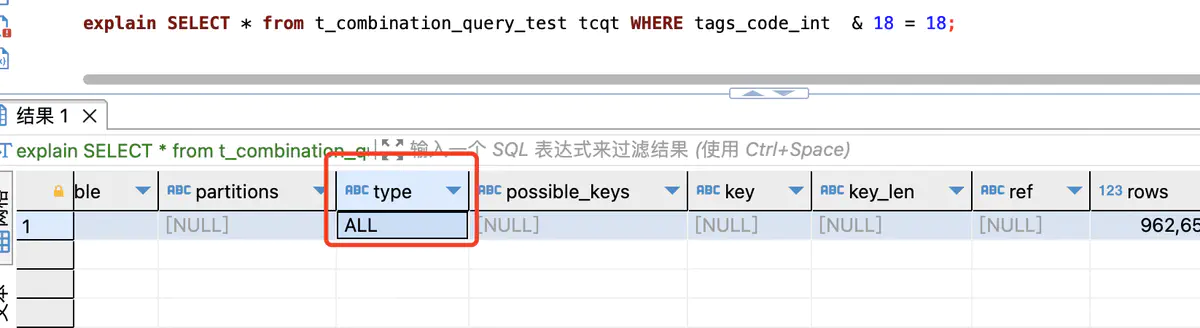 explain SELECT * from t_combination_query_test tcqt WHERE tags_code_int & 18 = 18;
结果 1
explain SELECT * from t_combination_q 输入一个 SQL 表达式来过滤结果 (使用 Ctrl+Space)
ble ABC partitions ABC type ABC possible_keys ABC key ABC key_len ABC ref 123 rows
1 [NULL] ALL [NULL] [NULL] [NULL] [NULL] 962,65
文本